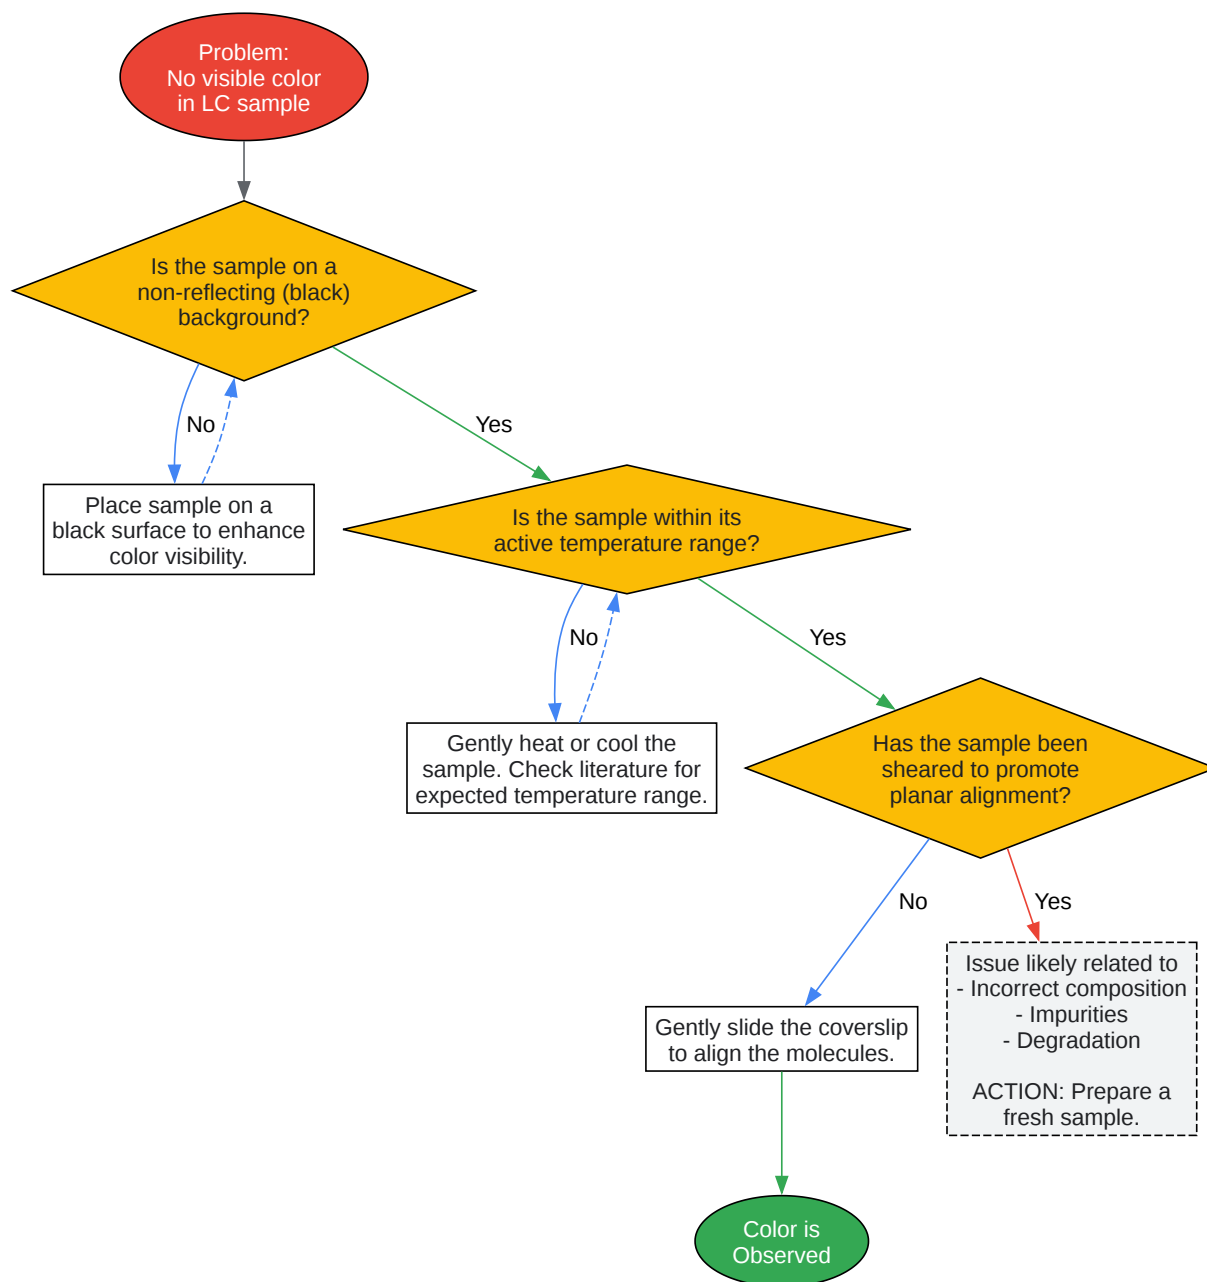 Problem:
No visible color
in LC sample
Is the sample on a
non-reflecting (black)
background?
No
Yes
Place sample on a
black surface to enhance
color visibility.
Is the sample within its
active temperature range?
No
Yes
Gently heat or cool the
sample. Check literature for
expected temperature range.
Has the sample been
sheared to promote
planar alignment?
No
Yes
Issue likely related to
- Incorrect composition
- Impurities
- Degradation
ACTION: Prepare a
fresh sample.
Gently slide the coverslip
to align the molecules.
Color is
Observed